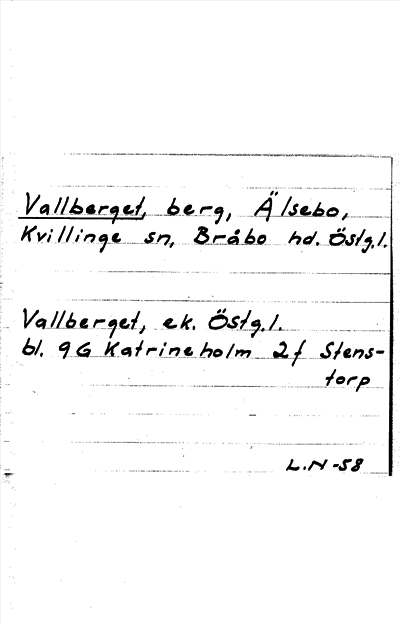 Vallberget, berg, Älsebo,
Kvillinge sn, Bråbo hd. Östg.l.
Vallberget, ek. Östg.l.
bl. 9G Katrineholm 2f Stens-
torp
L.N -58